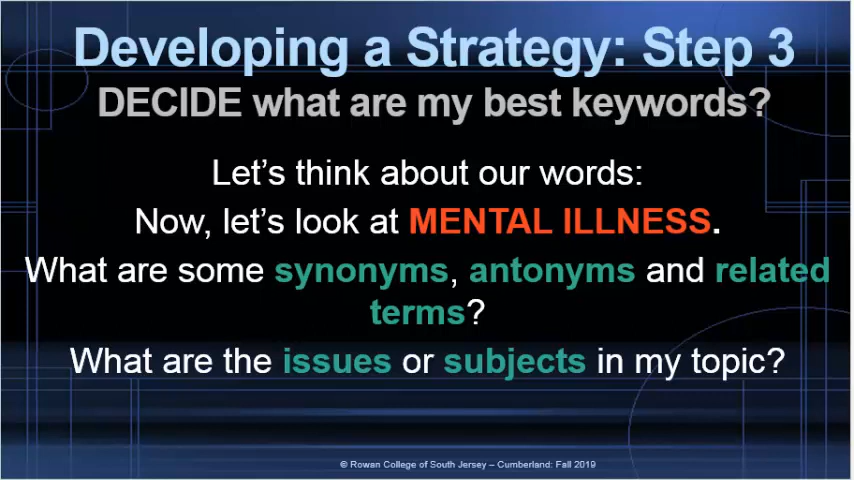 Developing a Strategy: Step 3
DECIDE what are my best keywords?
Let's think about our words:
Now, let's look at MENTAL ILLNESS.
What are some synonyms, antonyms and related
terms?
What are the issues or subjects in my topic?
© Rowan College of South Jersey – Cumberland: Fall 2019